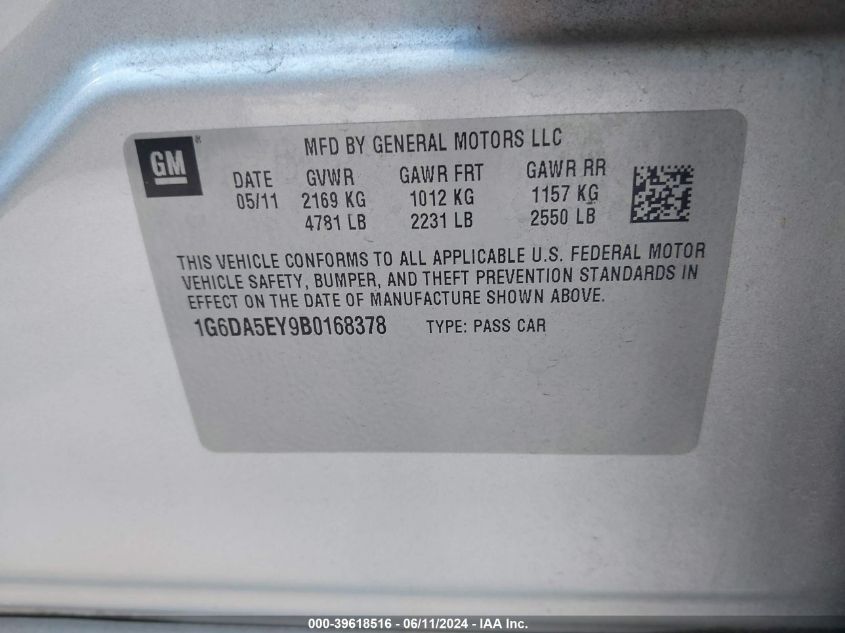 GM ®
MFD BY GENERAL MOTORS LLC
DATE GVWR GAWR FRT GAWR RR
05/11 2169 KG 1012 KG 1157 KG
4781 LB 2231 LB 2550 LB
THIS VEHICLE CONFORMS TO ALL APPLICABLE U.S. FEDERAL MOTOR
VEHICLE SAFETY, BUMPER, AND THEFT PREVENTION STANDARDS IN
EFFECT ON THE DATE OF MANUFACTURE SHOWN ABOVE.
1G6DA5EY9B0168378 TYPE: PASS CAR
000-39618516 - 06/11/2024 - IAA Inc.